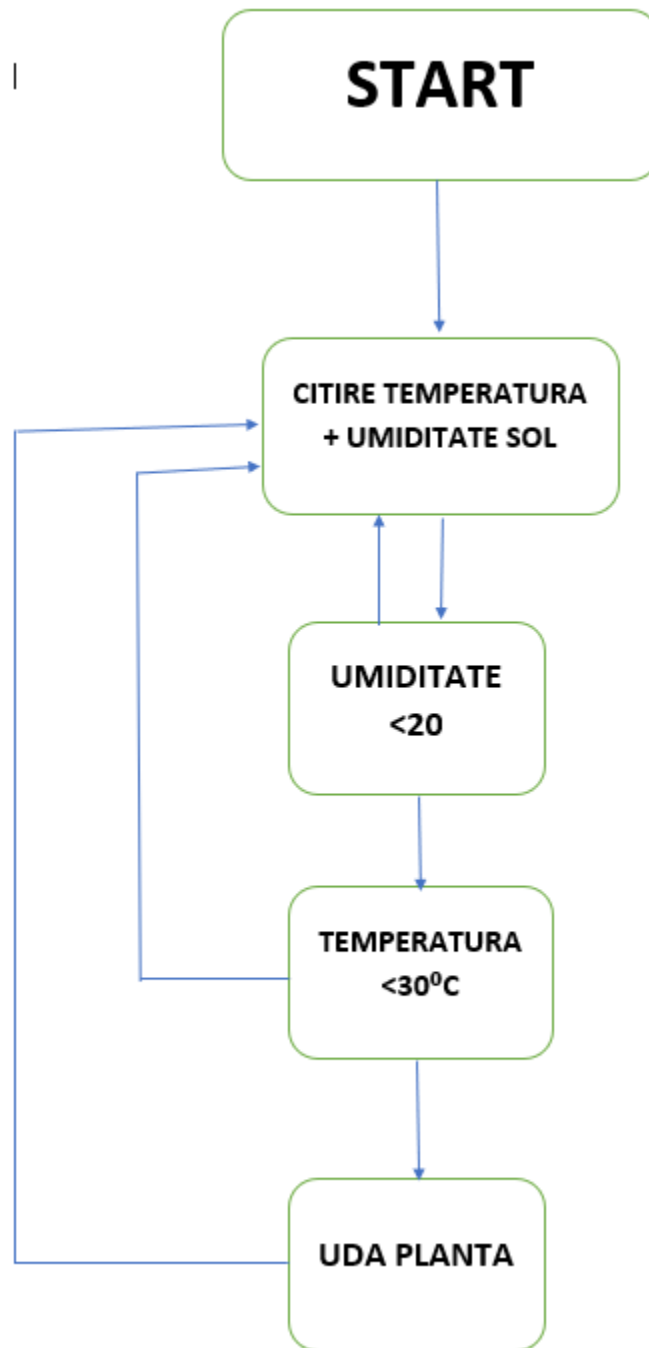 START
CITIRE TEMPERATURA
+ UMIDITATE SOL
UMIDITATE
<20
TEMPERATURA
<30⁰C
UDA PLANTA